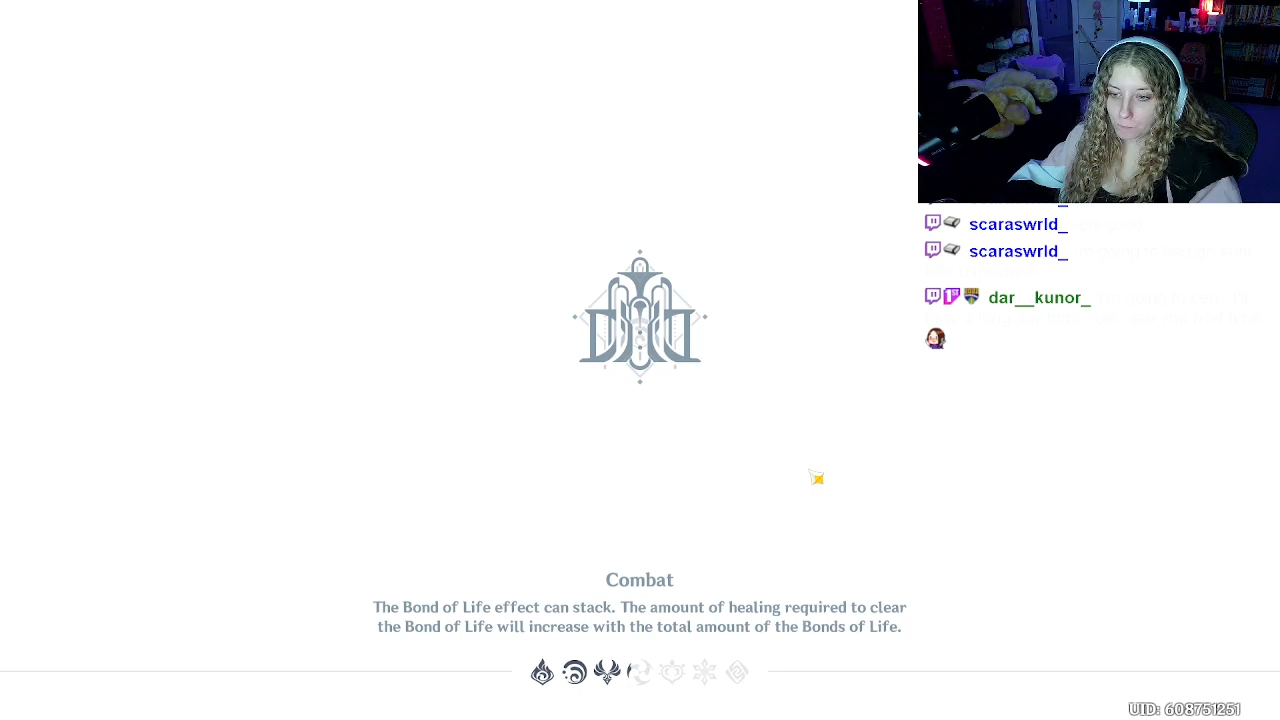 scaraswrld_
scaraswrld_
dar__kunor_
Combat
The Bond of Life effect can stack. The amount of healing required to clear
the Bond of Life will increase with the total amount of the Bonds of Life.
UID: 608751251